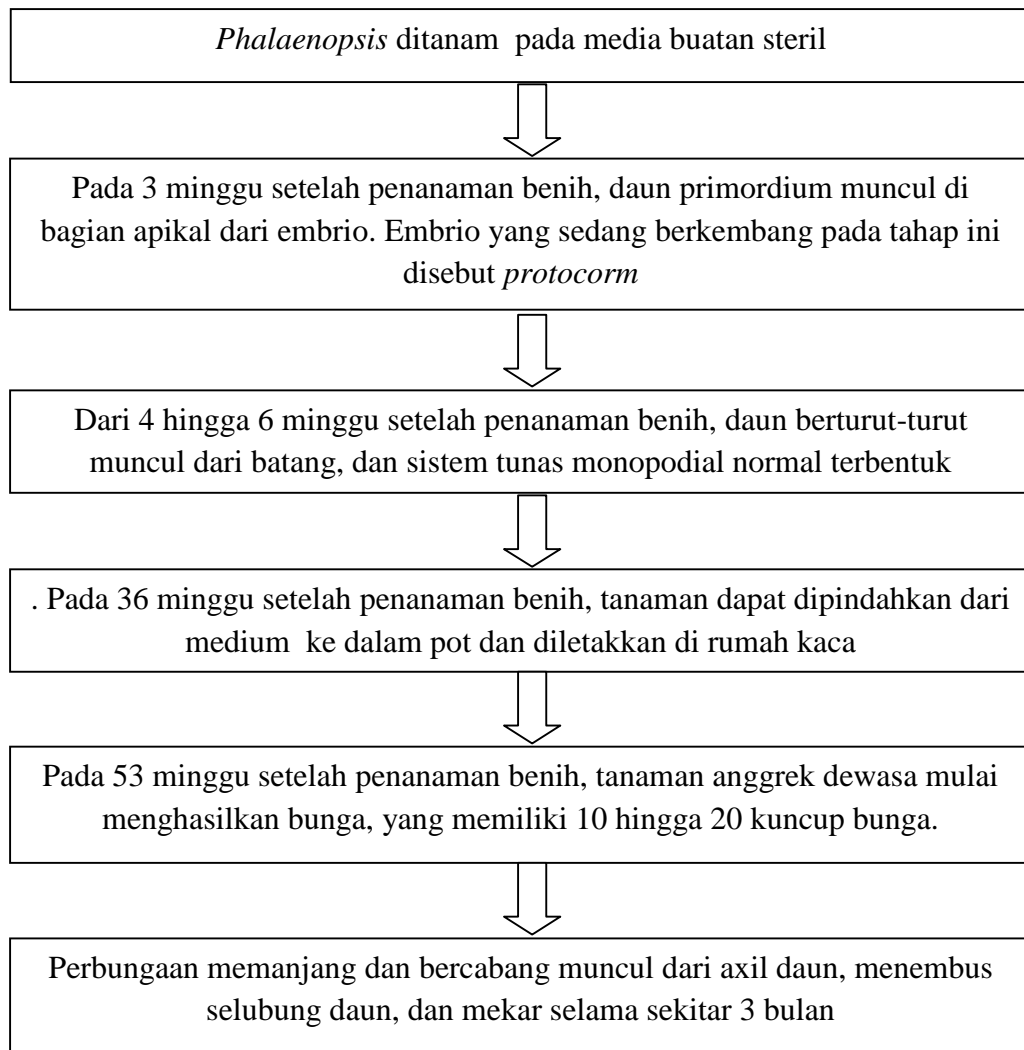 Phalaenopsis ditanam pada media buatan steril
Pada 3 minggu setelah penanaman benih, daun primordium muncul di
bagian apikal dari embrio. Embrio yang sedang berkembang pada tahap ini
disebut protocorm
Dari 4 hingga 6 minggu setelah penanaman benih, daun berturut-turut
muncul dari batang, dan sistem tunas monopodial normal terbentuk
. Pada 36 minggu setelah penanaman benih, tanaman dapat dipindahkan dari
medium ke dalam pot dan diletakkan di rumah kaca
Pada 53 minggu setelah penanaman benih, tanaman anggrek dewasa mulai
menghasilkan bunga, yang memiliki 10 hingga 20 kuncup bunga.
Perbungaan memanjang dan bercabang muncul dari axil daun, menembus
selubung daun, dan mekar selama sekitar 3 bulan